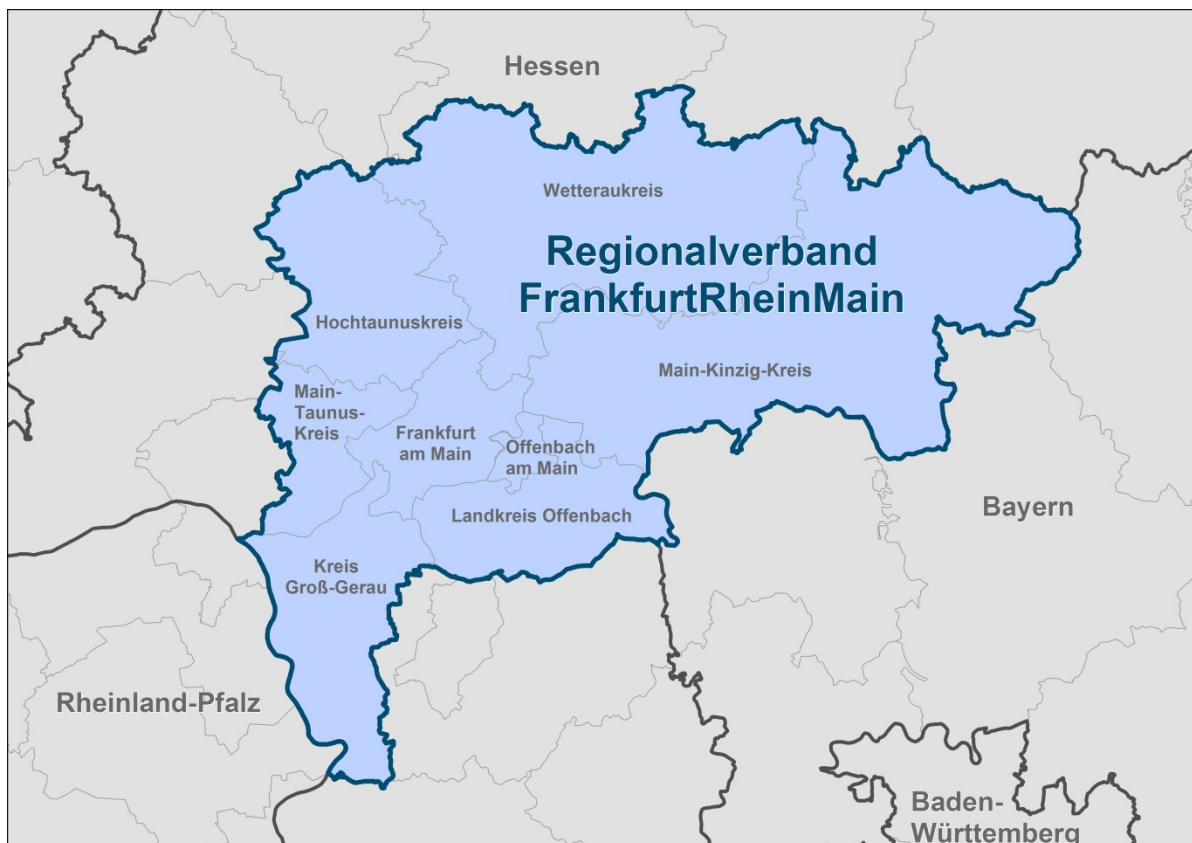 Hessen
Wetteraukreis
Regionalverband
FrankfurtRheinMain
Hochtaunuskreis
Main-Kinzig-Kreis
Main-
Taunus-
Kreis
Frankfurt
am Main
Offenbach
am Main
Landkreis Offenbach
Bayern
Kreis
Groß-Gerau
Rheinland-Pfalz
Baden-
Württemberg